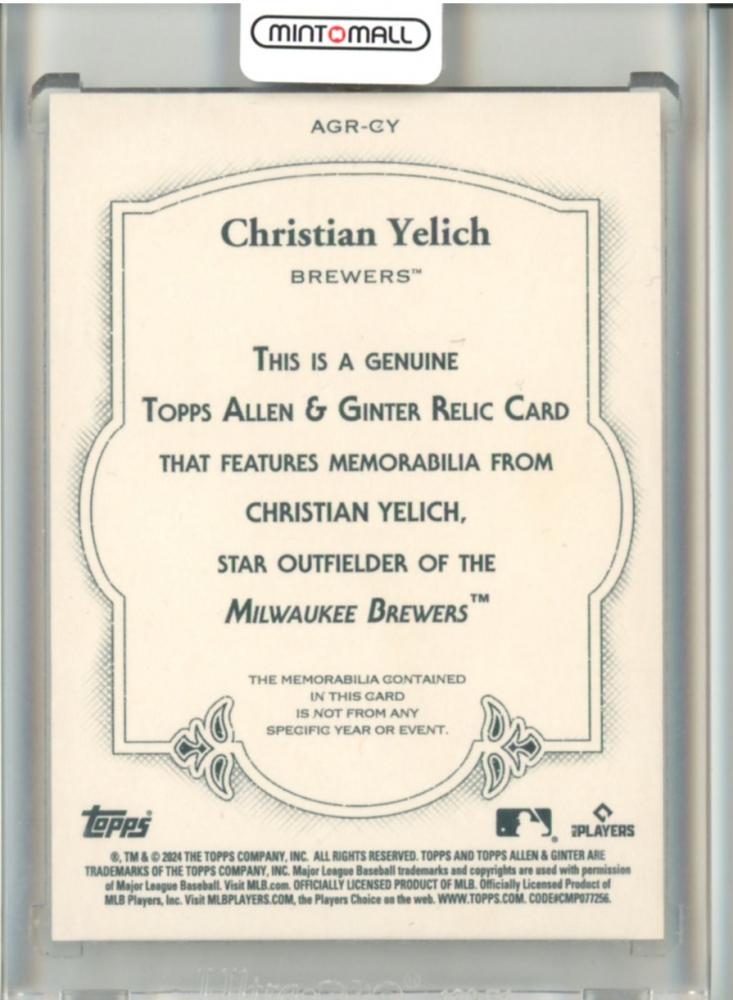 MINTOMALL
AGR-CY
Christian Yelich
BREWERS™
THIS IS A GENUINE
TOPPS ALLEN & GINTER RELIC CARD
THAT FEATURES MEMORABILIA FROM
CHRISTIAN YELICH,
STAR OUTFIELDER OF THE
MILWAUKEE BREWERS™
THE MEMORABILIA CONTAINED
IN THIS CARD
IS NOT FROM ANY
SPECIFIC YEAR OR EVENT.
topps®
PLAYERS
®, TM & © 2024 THE TOPPS COMPANY, INC. ALL RIGHTS RESERVED. TOPPS AND TOPPS ALLEN & GINTER ARE
TRADEMARKS OF THE TOPPS COMPANY, INC. Major League Baseball trademarks and copyrights are used with permission
of Major League Baseball. Visit MLB.com. OFFICIALLY LICENSED PRODUCT OF MLB. Officially Licensed Product of
MLB Players, Inc. Visit MLBPLAYERS.COM, the Players Choice on the web. WWW.TOPPS.COM. CODE#CMP077256.